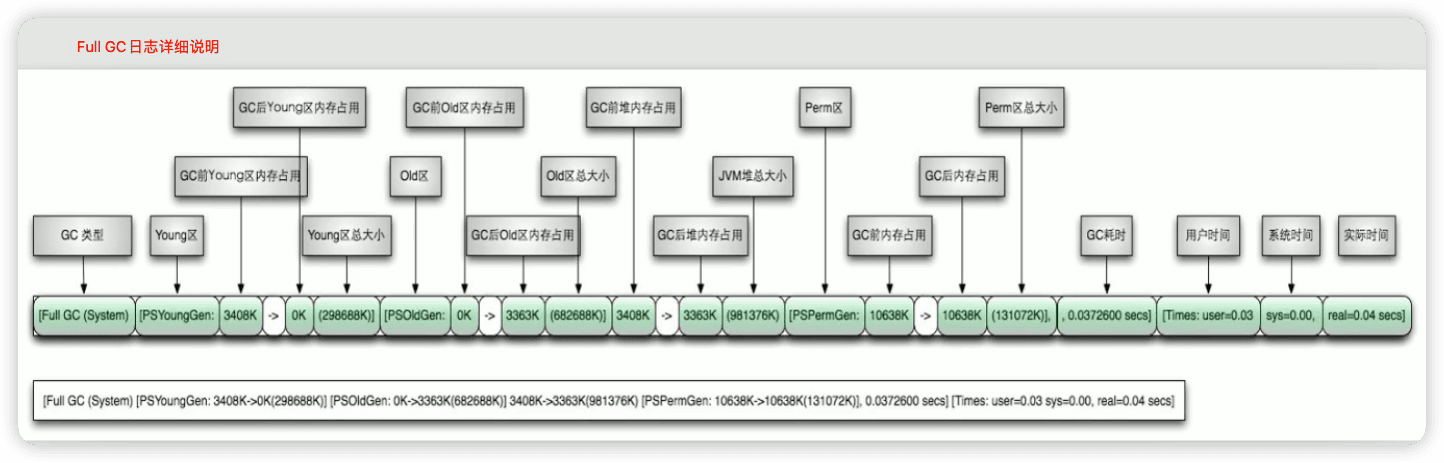 Full GC日志详细说明
GC后Young区内存占用 GC前Old区内存占用 GC前堆内存占用 Perm区 Perm区总大小
GC前Young区内存占用 Old区 Old区总大小 JVM堆总大小 GC后内存占用
GC 类型 Young区 Young区总大小 GC后Old区内存占用 GC后堆内存占用 GC前内存占用 GC耗时 用户时间 系统时间 实际时间
[Full GC (System) [PSYoungGen: 3408K -> 0K (298688K)] [PSOldGen: 0K -> 3363K (682688K)] 3408K -> 3363K (981376K) [PSPermGen: 10638K -> 10638K (131072K)], , 0.0372600 secs] [Times: user=0.03 sys=0.00, real=0.04 secs]
[Full GC (System) [PSYoungGen: 3408K->0K(298688K)] [PSOldGen: 0K->3363K(682688K)] 3408K->3363K(981376K) [PSPermGen: 10638K->10638K(131072K)], 0.0372600 secs] [Times: user=0.03 sys=0.00, real=0.04 secs]